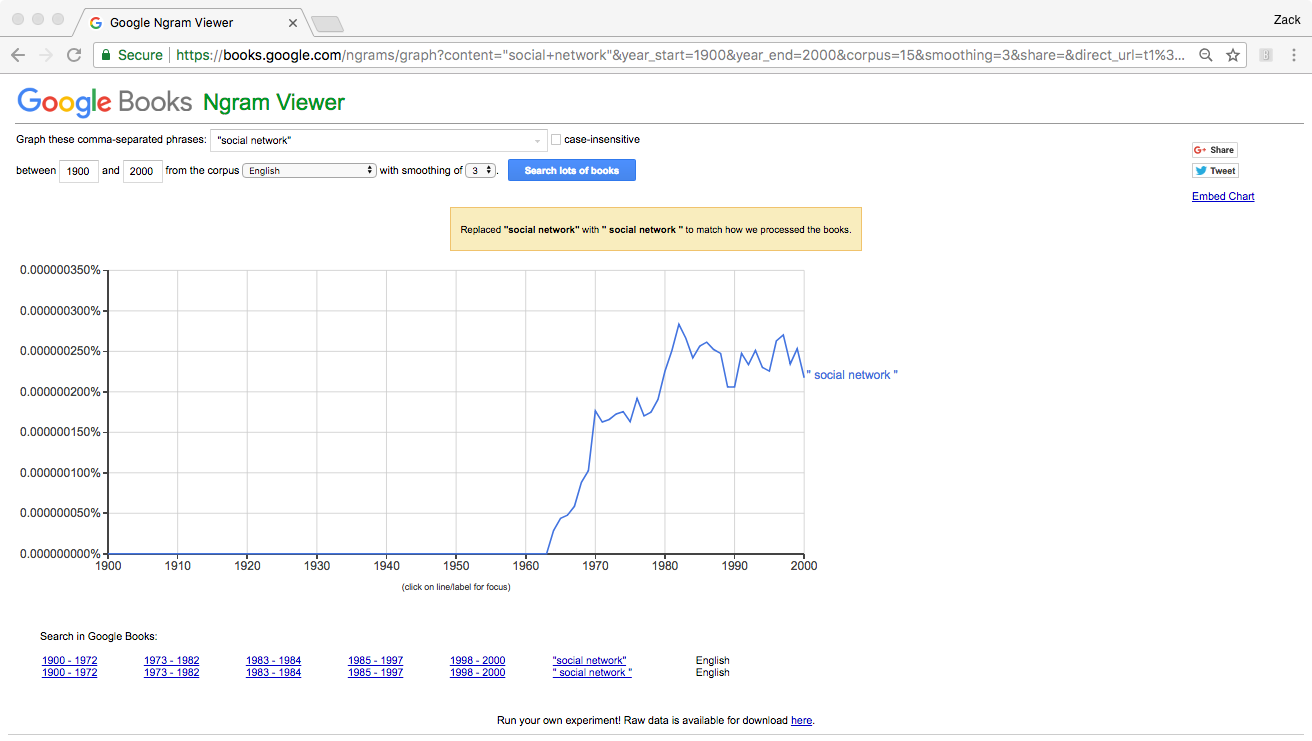 Google Ngram Viewer
Zack
Secure https://books.google.com/ngrams/graph?content="social+network"&year_start=1900&year_end=2000&corpus=15&smoothing=3&share=&direct_url=t1%3...
Google Books Ngram Viewer
Graph these comma-separated phrases: "social network" case-insensitive
between 1900 and 2000 from the corpus English with smoothing of 3 . Search lots of books
G+ Share
Tweet
Embed Chart
Replaced "social network" with " social network " to match how we processed the books.
0.000000350%
0.000000300%
0.000000250%
0.000000200%
0.000000150%
0.000000100%
0.000000050%
0.000000000%
" social network "
1900 1910 1920 1930 1940 1950 1960 1970 1980 1990 2000
(click on line/label for focus)
Search in Google Books:
1900 - 1972 1973 - 1982 1983 - 1984 1985 - 1997 1998 - 2000 "social network" English
1900 - 1972 1973 - 1982 1983 - 1984 1985 - 1997 1998 - 2000 " social network " English
Run your own experiment! Raw data is available for download here.